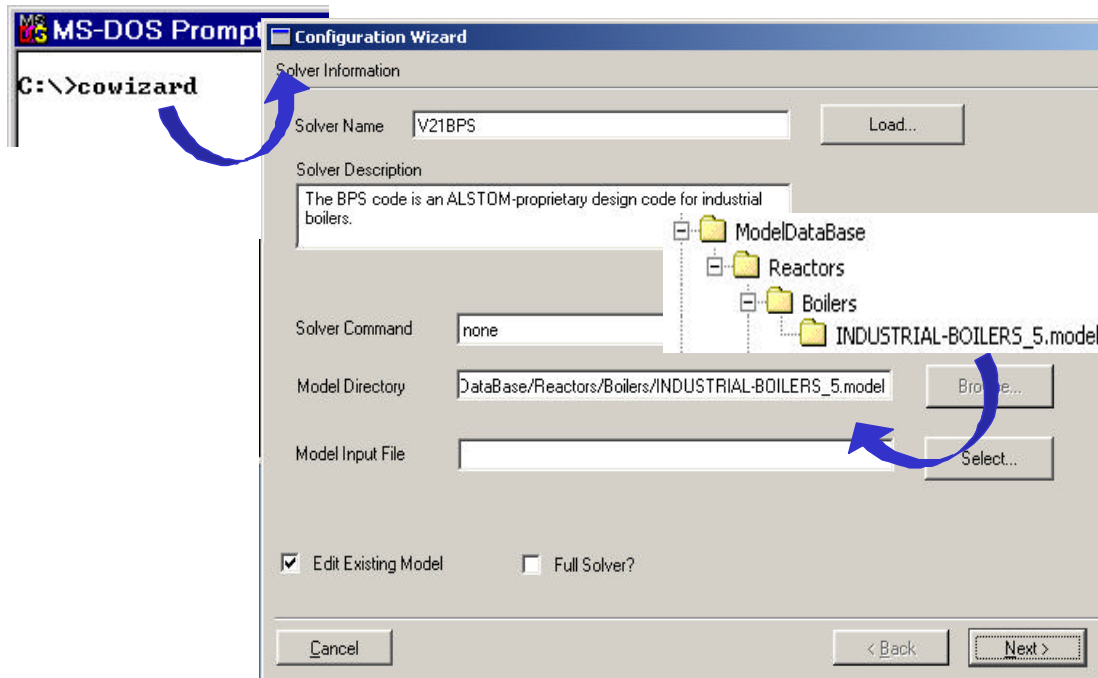 MS-DOS Prompt
C:\>cowizard
Configuration Wizard
Solver Information
Solver Name V21BPS Load...
Solver Description
The BPS code is an ALSTOM-proprietary design code for industrial
boilers.
ModelDataBase
Reactors
Boilers
INDUSTRIAL-BOILERS_5.model
Solver Command none
Model Directory DataBase/Reactors/Boilers/INDUSTRIAL-BOILERS_5.model Browse...
Model Input File Select...
Edit Existing Model Full Solver?
Cancel < Back Next >